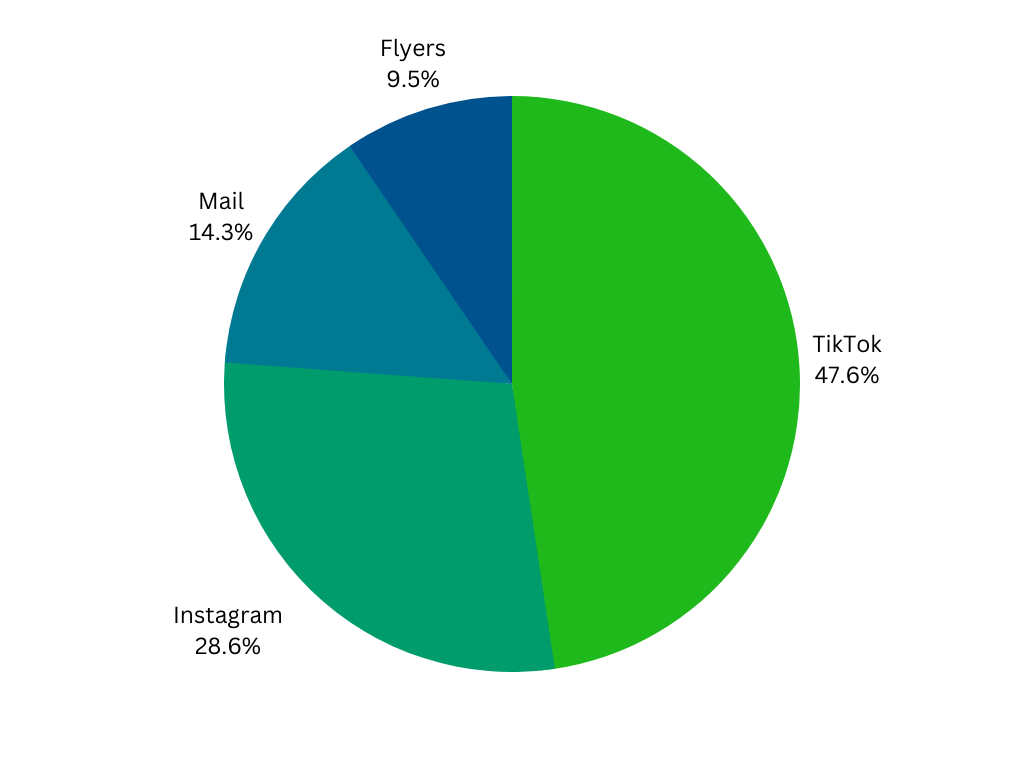 Flyers
9.5%
Mail
14.3%
TikTok
47.6%
Instagram
28.6%